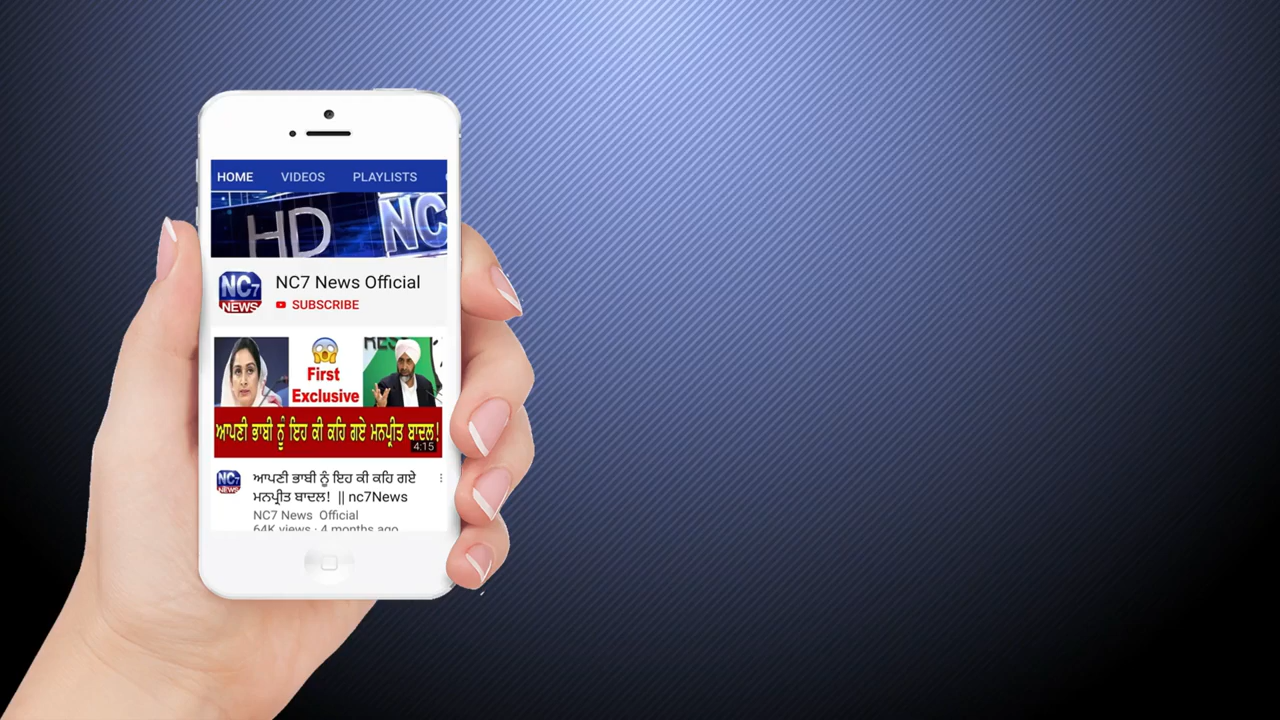 HOME VIDEOS PLAYLISTS
HD NC
NC7 NEWS
NC7 News Official
SUBSCRIBE
First
Exclusive
ਆਪਣੀ ਭਾਬੀ ਨੂੰ ਇਹ ਕੀ ਕਹਿ ਗਏ ਮਨਪ੍ਰੀਤ ਬਾਦਲ!
4:15
NC7 NEWS
ਆਪਣੀ ਭਾਬੀ ਨੂੰ ਇਹ ਕੀ ਕਹਿ ਗਏ
ਮਨਪ੍ਰੀਤ ਬਾਦਲ! || nc7News
NC7 News Official
64K views · 4 months ago